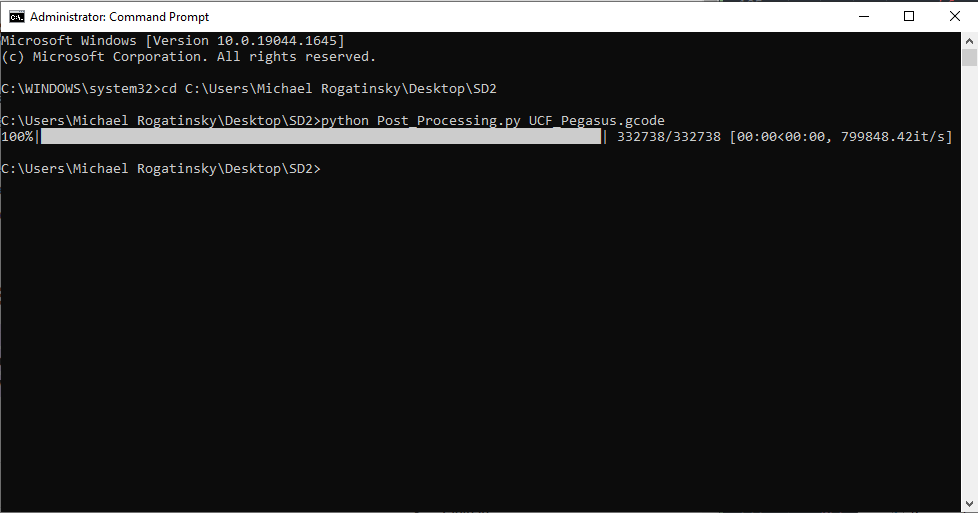 Administrator: Command Prompt
Microsoft Windows [Version 10.0.19044.1645]
(c) Microsoft Corporation. All rights reserved.
C:\WINDOWS\system32>cd C:\Users\Michael Rogatinsky\Desktop\SD2
C:\Users\Michael Rogatinsky\Desktop\SD2>python Post_Processing.py UCF_Pegasus.gcode
100%| | 332738/332738 [00:00<00:00, 799848.42it/s]
C:\Users\Michael Rogatinsky\Desktop\SD2>